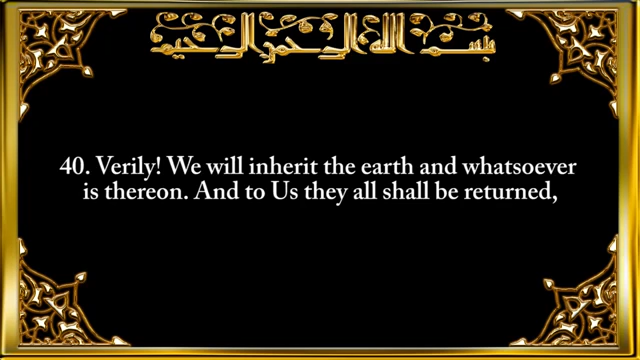 بسم الله الرحمن الرحيم
40. Verily! We will inherit the earth and whatsoever
is thereon. And to Us they all shall be returned,